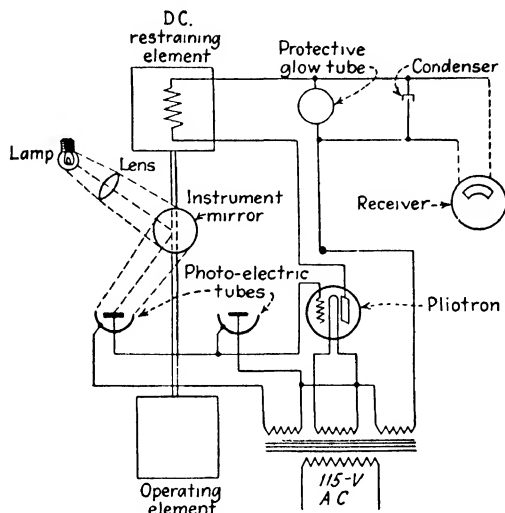 D.C.
restraining
element
Protective
glow tube
Condenser
Lamp
Lens
Instrument
mirror
Receiver
Photo-electric
tubes
Pliotron
Operating
element
115-V
A C